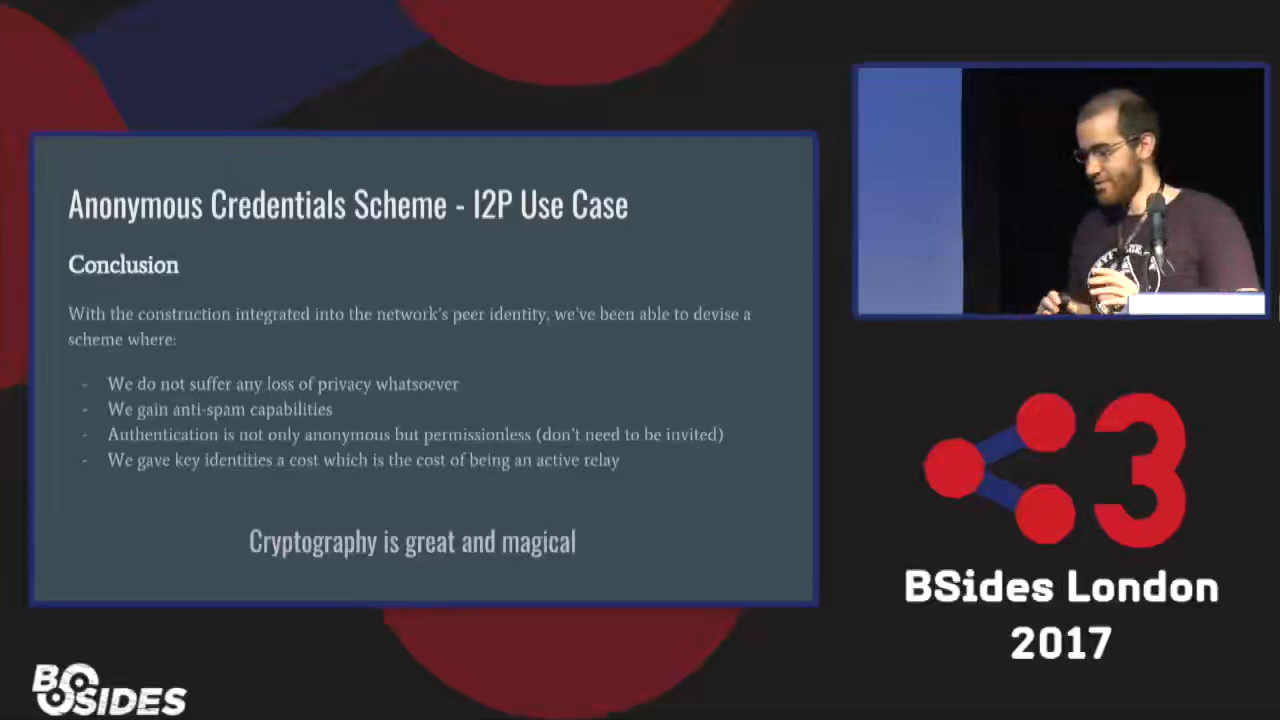 Anonymous Credentials Scheme - I2P Use Case
Conclusion
With the construction integrated into the network's peer identity, we've been able to devise a
scheme where:
- We do not suffer any loss of privacy whatsoever
- We gain anti-spam capabilities
- Authentication is not only anonymous but permissionless (don't need to be invited)
- We gave key identities a cost which is the cost of being an active relay
Cryptography is great and magical
3
BSides London
2017
BSIDES